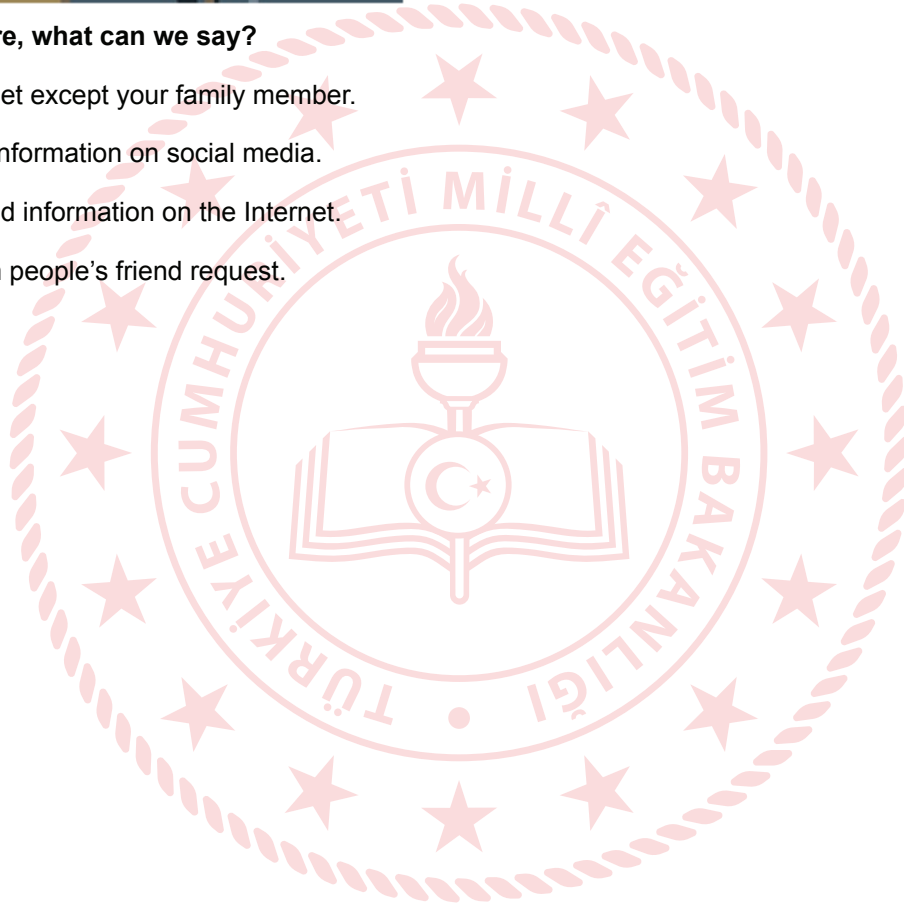 re, what can we say?
et except your family member.
nformation on social media.
d information on the Internet.
people's friend request.
TÜRKİYE CUMHURİYETİ MİLLÎ EĞİTİM BAKANLIĞI